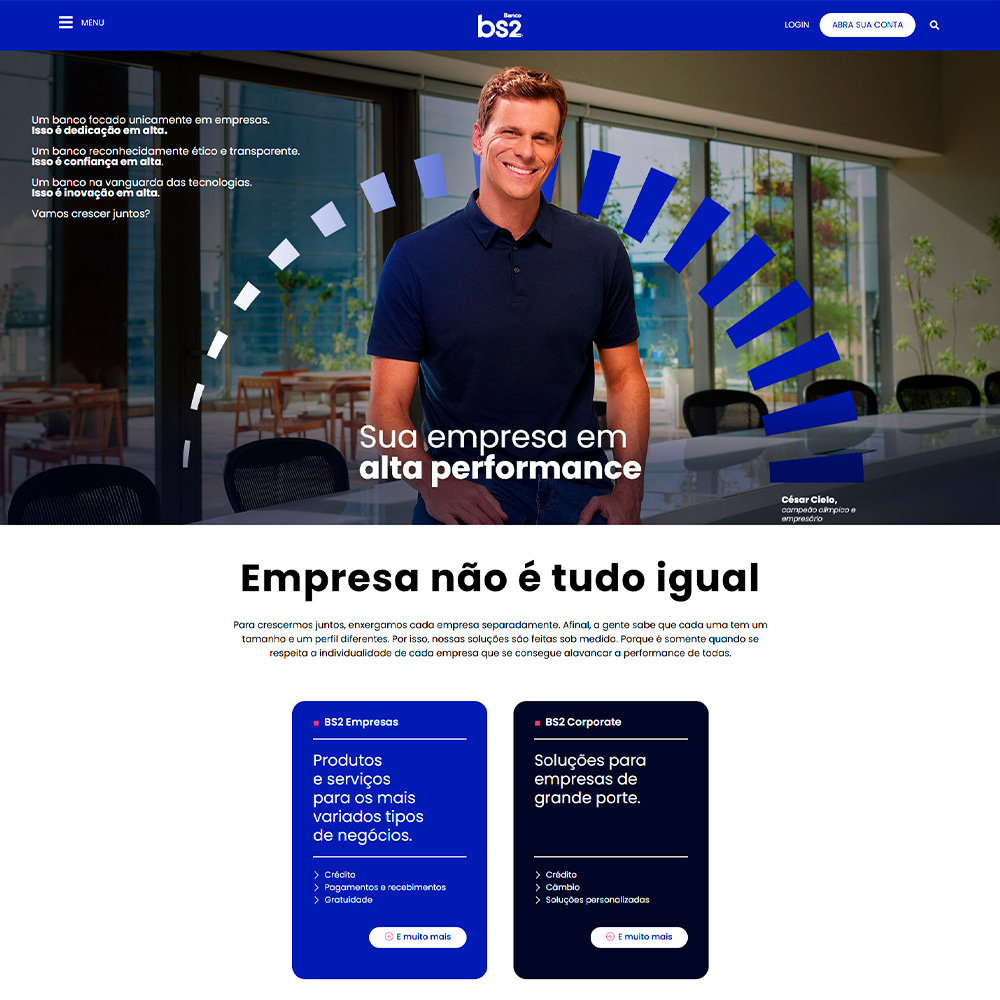 MENU
Banco
bs2
LOGIN
ABRA SUA CONTA
Um banco focado unicamente em empresas.
Isso é dedicação em alta.
Um banco reconhecidamente ético e transparente.
Isso é confiança em alta.
Um banco na vanguarda das tecnologias.
Isso é inovação em alta.
Vamos crescer juntos?
Sua empresa em
alta performance
César Cielo,
campeão olímpico e
empresário
Empresa não é tudo igual
Para crescermos juntos, enxergamos cada empresa separadamente. Afinal, a gente sabe que cada uma tem um
tamanho e um perfil diferentes. Por isso, nossas soluções são feitas sob medida. Porque é somente quando se
respeita a individualidade de cada empresa que se consegue alavancar a performance de todas.
BS2 Empresas
Produtos
e serviços
para os mais
variados tipos
de negócios.
Crédito
Pagamentos e recebimentos
Gratuidade
E muito mais
BS2 Corporate
Soluções para
empresas de
grande porte.
Crédito
Câmbio
Soluções personalizadas
E muito mais